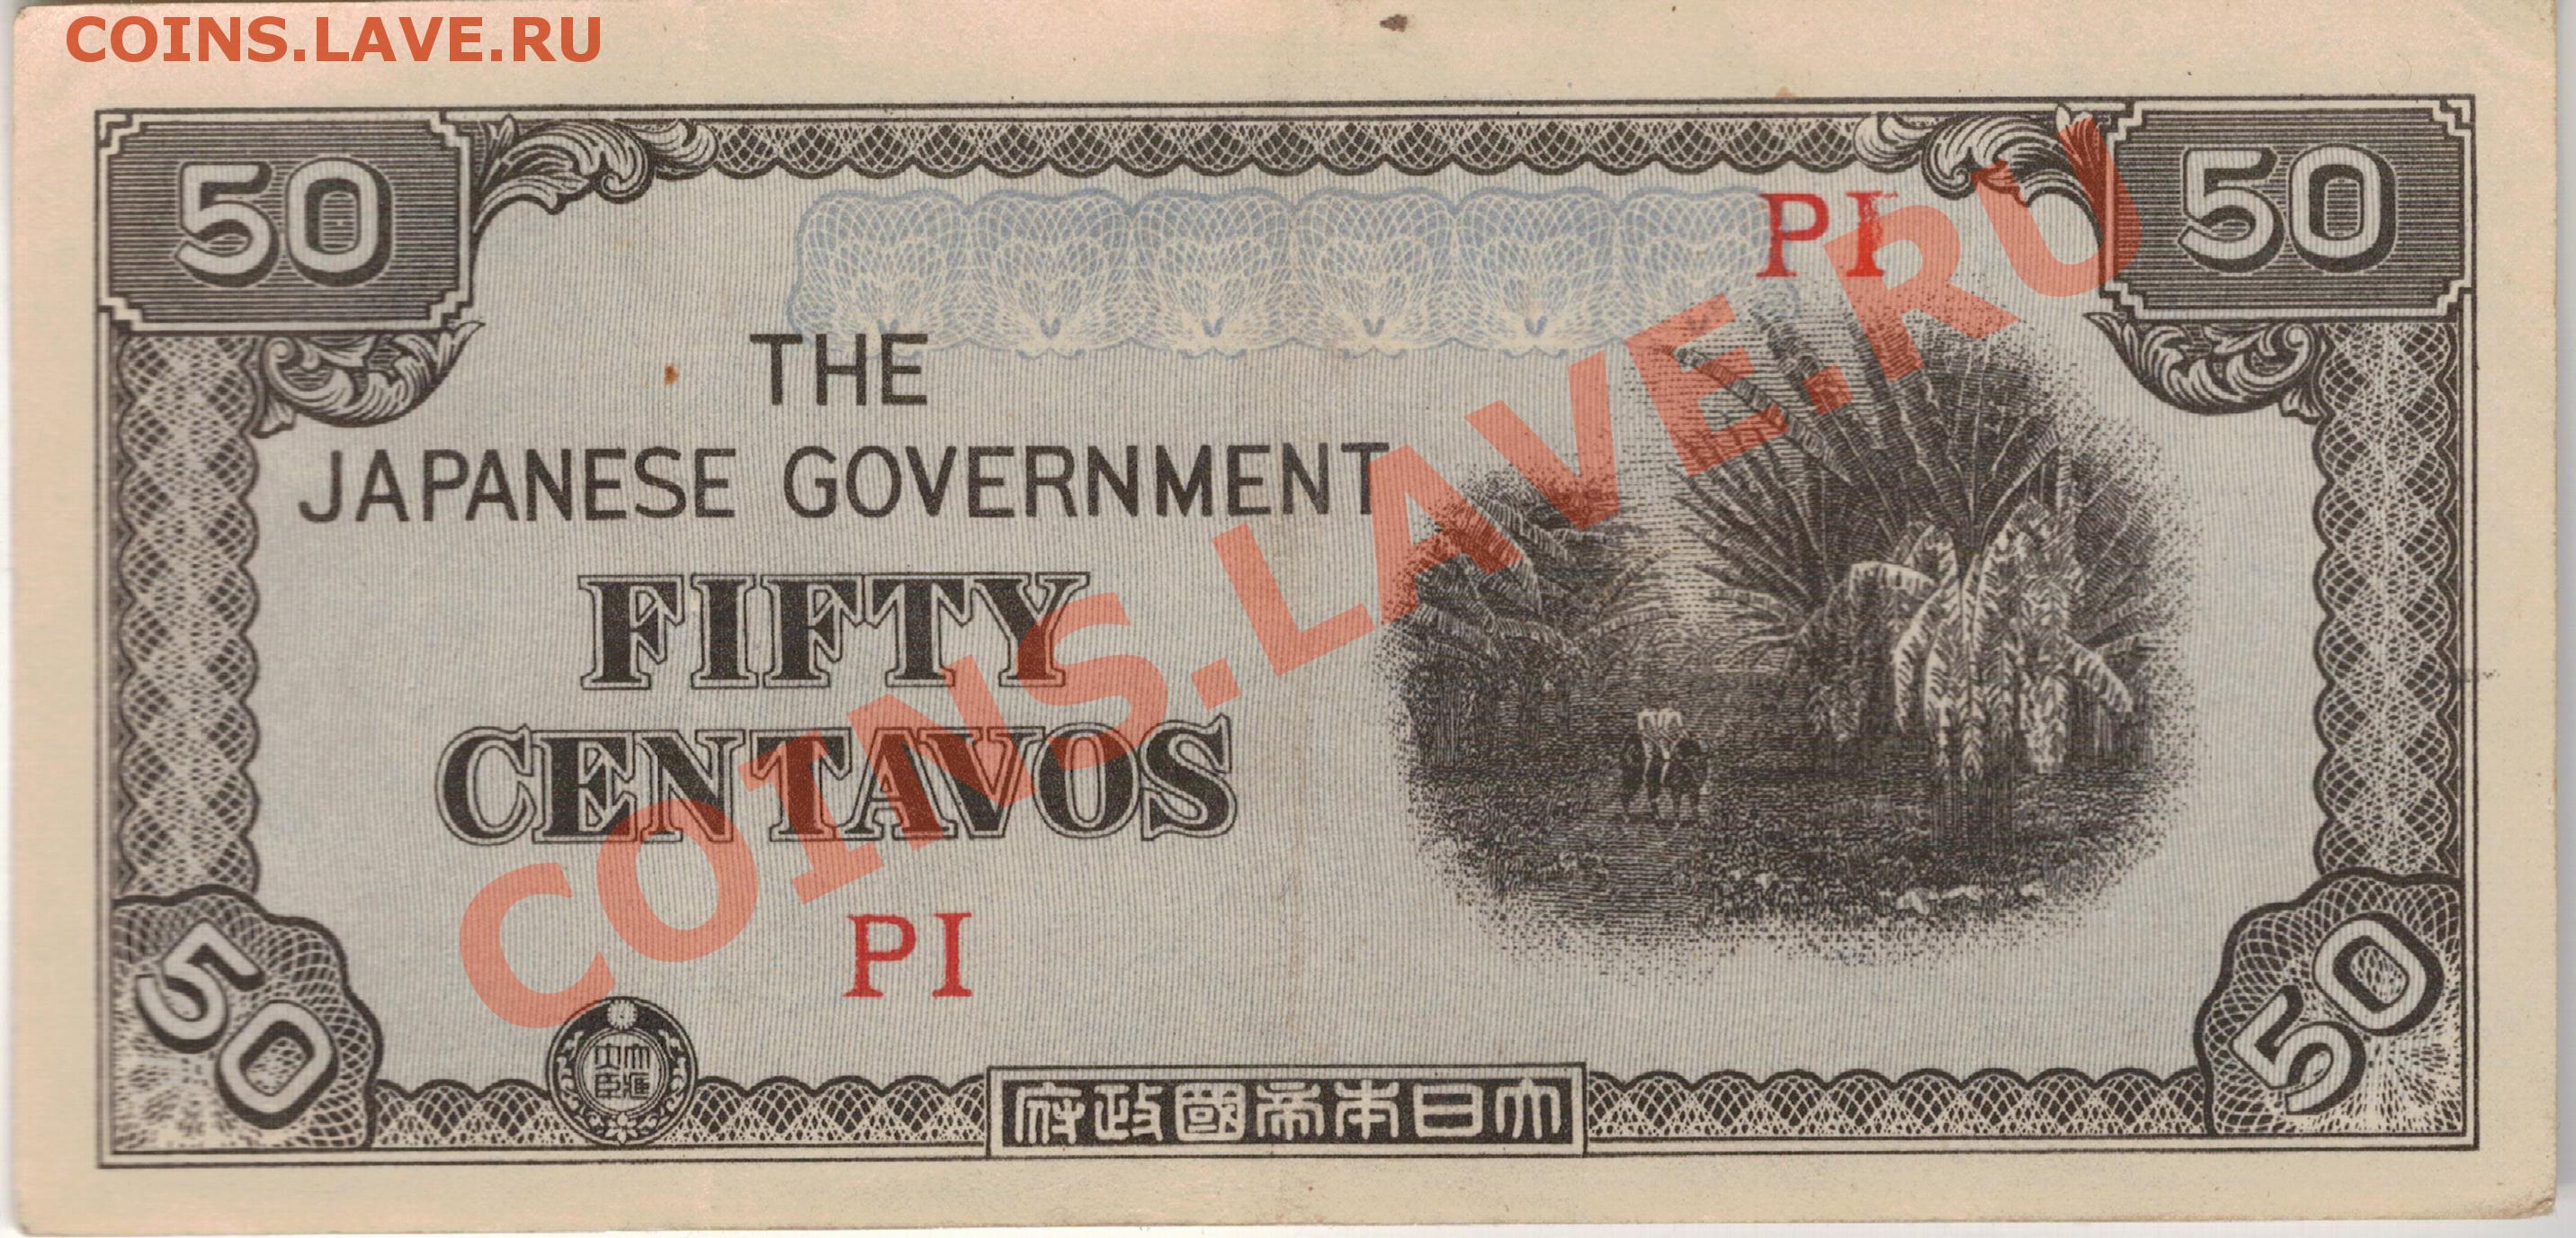 COINS.LAVE.RU
50
50
PI
THE
JAPANESE GOVERNMENT
FIFTY
CENTAVOS
COINS.LAVE.RU
PI
50
50
府政國帝本日大